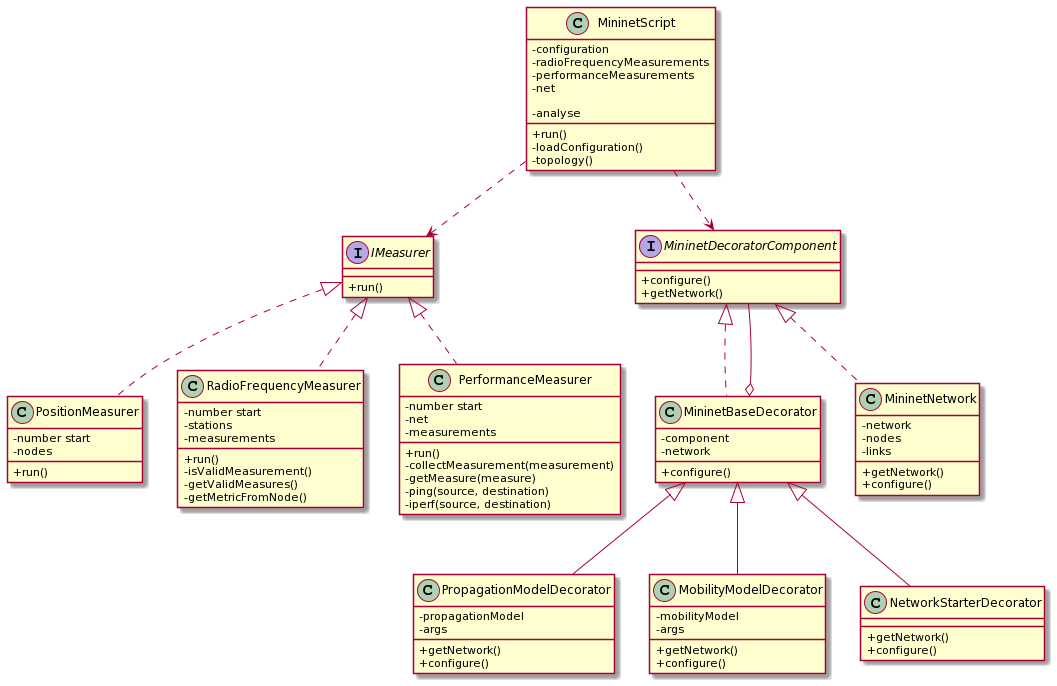 C MininetScript
-configuration
-radioFrequencyMeasurements
-performanceMeasurements
-net
-analyse
+run()
-loadConfiguration()
-topology()
I IMeasurer
+run()
I MininetDecoratorComponent
+configure()
+getNetwork()
C PositionMeasurer
-number start
-nodes
+run()
C RadioFrequencyMeasurer
-number start
-stations
-measurements
+run()
-isValidMeasurement()
-getValidMeasures()
-getMetricFromNode()
C PerformanceMeasurer
-number start
-net
-measurements
+run()
-collectMeasurement(measurement)
-getMeasure(measure)
-ping(source, destination)
-iperf(source, destination)
C MininetBaseDecorator
-component
-network
+configure()
C MininetNetwork
-network
-nodes
-links
+getNetwork()
+configure()
C PropagationModelDecorator
-propagationModel
-args
+getNetwork()
+configure()
C MobilityModelDecorator
-mobilityModel
-args
+getNetwork()
+configure()
C NetworkStarterDecorator
+getNetwork()
+configure()